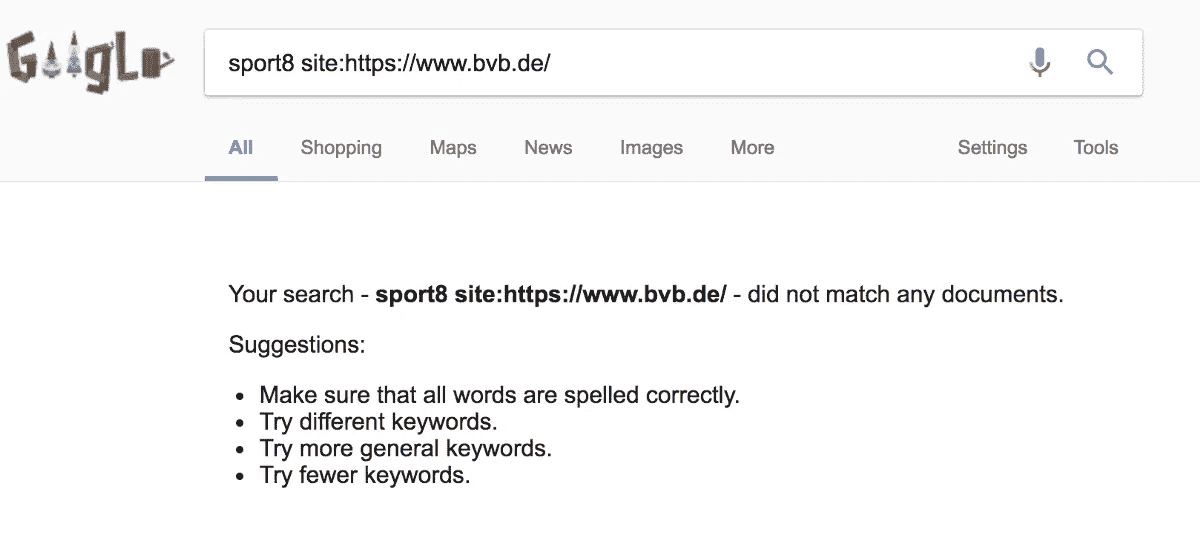 Google
sport8 site:https://www.bvb.de/
All Shopping Maps News Images More Settings Tools
Your search - sport8 site:https://www.bvb.de/ - did not match any documents.
Suggestions:
• Make sure that all words are spelled correctly.
• Try different keywords.
• Try more general keywords.
• Try fewer keywords.